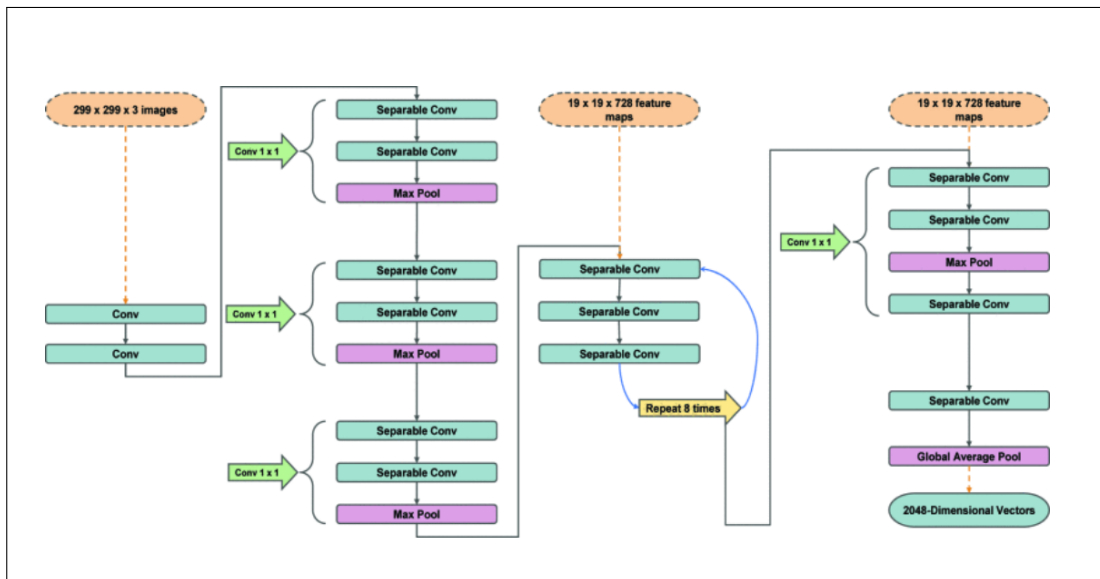 299 x 299 x 3 images
Conv
Conv
Separable Conv
Conv 1 x 1
Separable Conv
Max Pool
Separable Conv
Conv 1 x 1
Separable Conv
Max Pool
Separable Conv
Conv 1 x 1
Separable Conv
Max Pool
19 x 19 x 728 feature
maps
Separable Conv
Separable Conv
Separable Conv
Repeat 8 times
19 x 19 x 728 feature
maps
Separable Conv
Separable Conv
Conv 1 x 1
Max Pool
Separable Conv
Separable Conv
Global Average Pool
2048-Dimensional Vectors